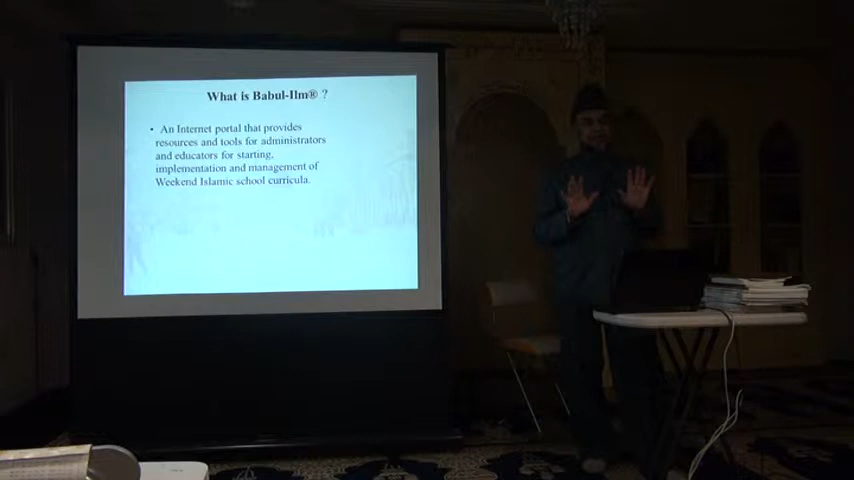 What is Babul-Ilm® ?
• An Internet portal that provides
resources and tools for administrators
and educators for starting,
implementation and management of
Weekend Islamic school curricula.